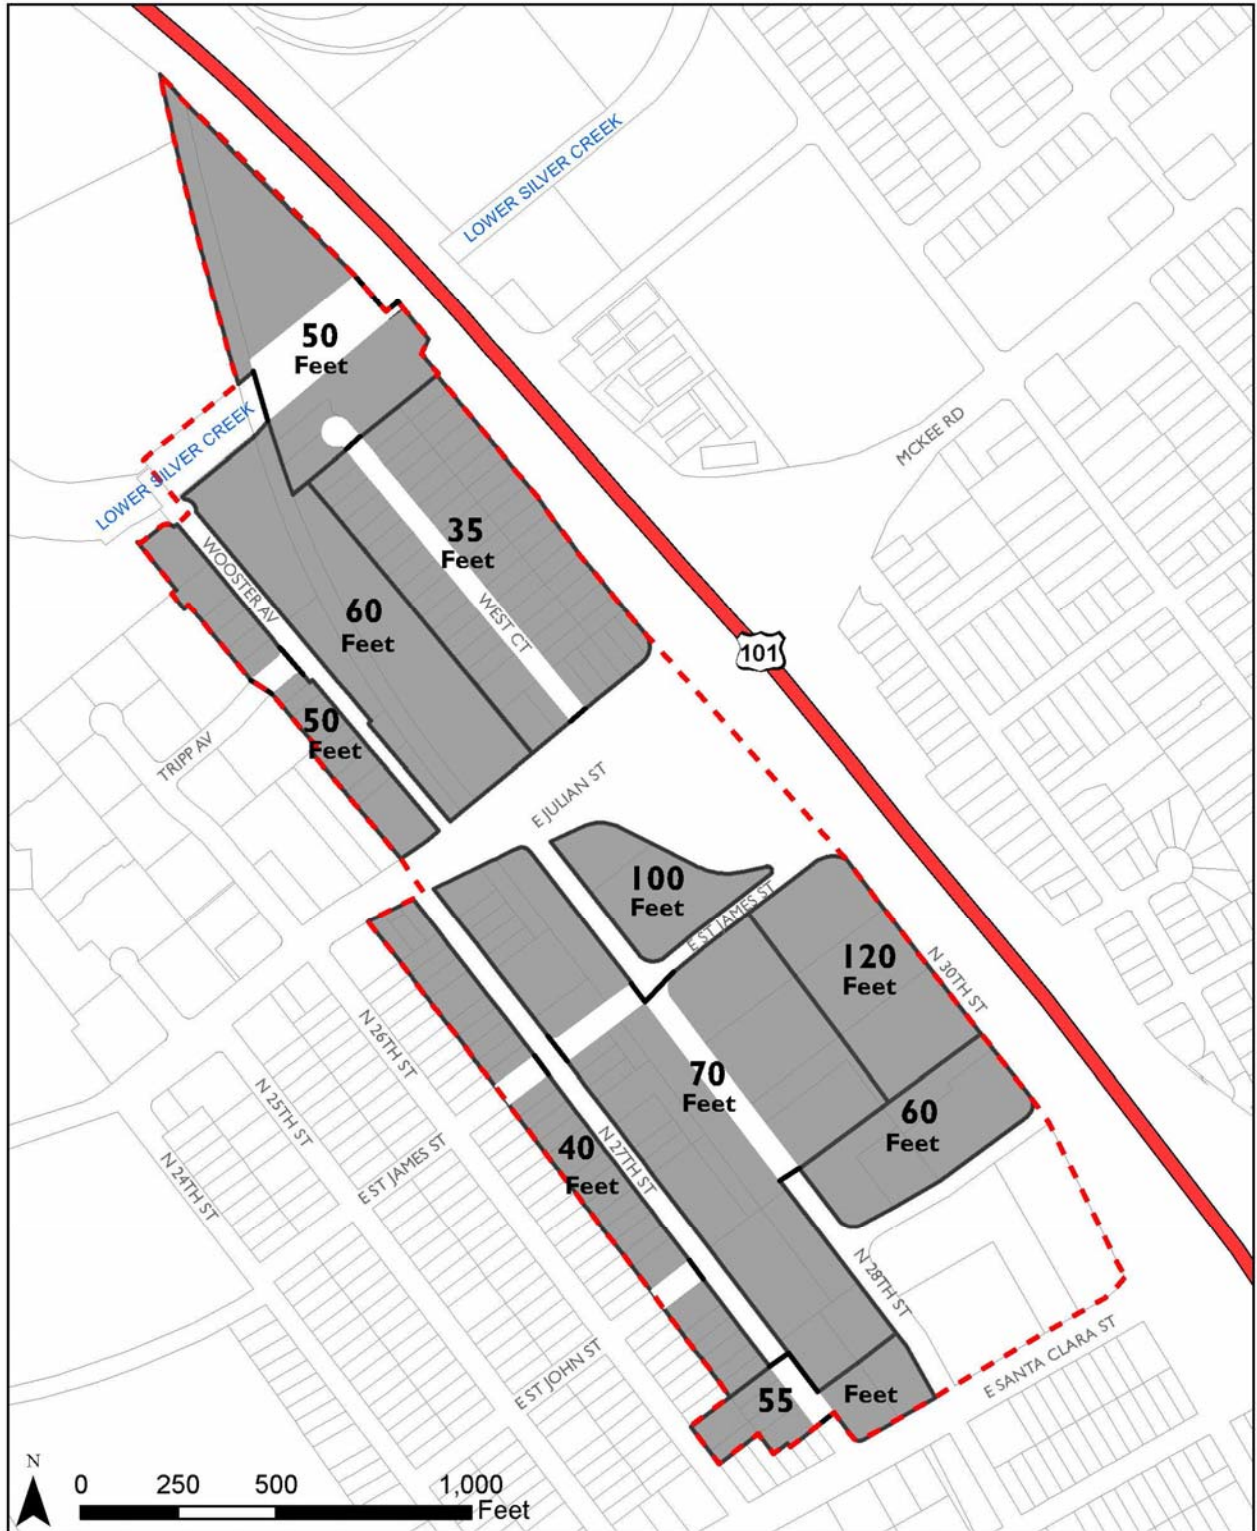 LOWER SILVER CREEK
50
Feet
LOWER SILVER CREEK
MCKEE RD
35
Feet
WOOSTER AV
60
Feet
WEST CT
101
50
Feet
TRIPP AV
E JULIAN ST
100
Feet
E ST JAMES ST
120
Feet
N 30TH ST
N 26TH ST
70
Feet
N 25TH ST
60
Feet
40
Feet
N 27TH ST
E ST JAMES ST
N 24TH ST
N 28TH ST
E ST JOHN ST
E SANTA CLARA ST
55 Feet
N
0 250 500 1,000
Feet